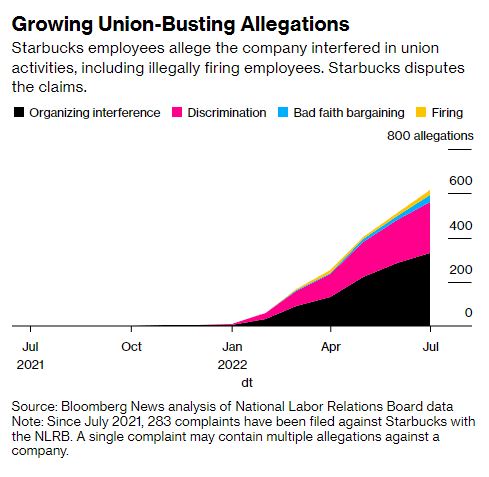 Growing Union-Busting Allegations
Starbucks employees allege the company interfered in union
activities, including illegally firing employees. Starbucks disputes
the claims.
Organizing interference Discrimination Bad faith bargaining Firing
800 allegations
600
400
200
0
Jul Oct Jan Apr Jul
2021 2022
dt
Source: Bloomberg News analysis of National Labor Relations Board data
Note: Since July 2021, 283 complaints have been filed against Starbucks with
the NLRB. A single complaint may contain multiple allegations against a
company.